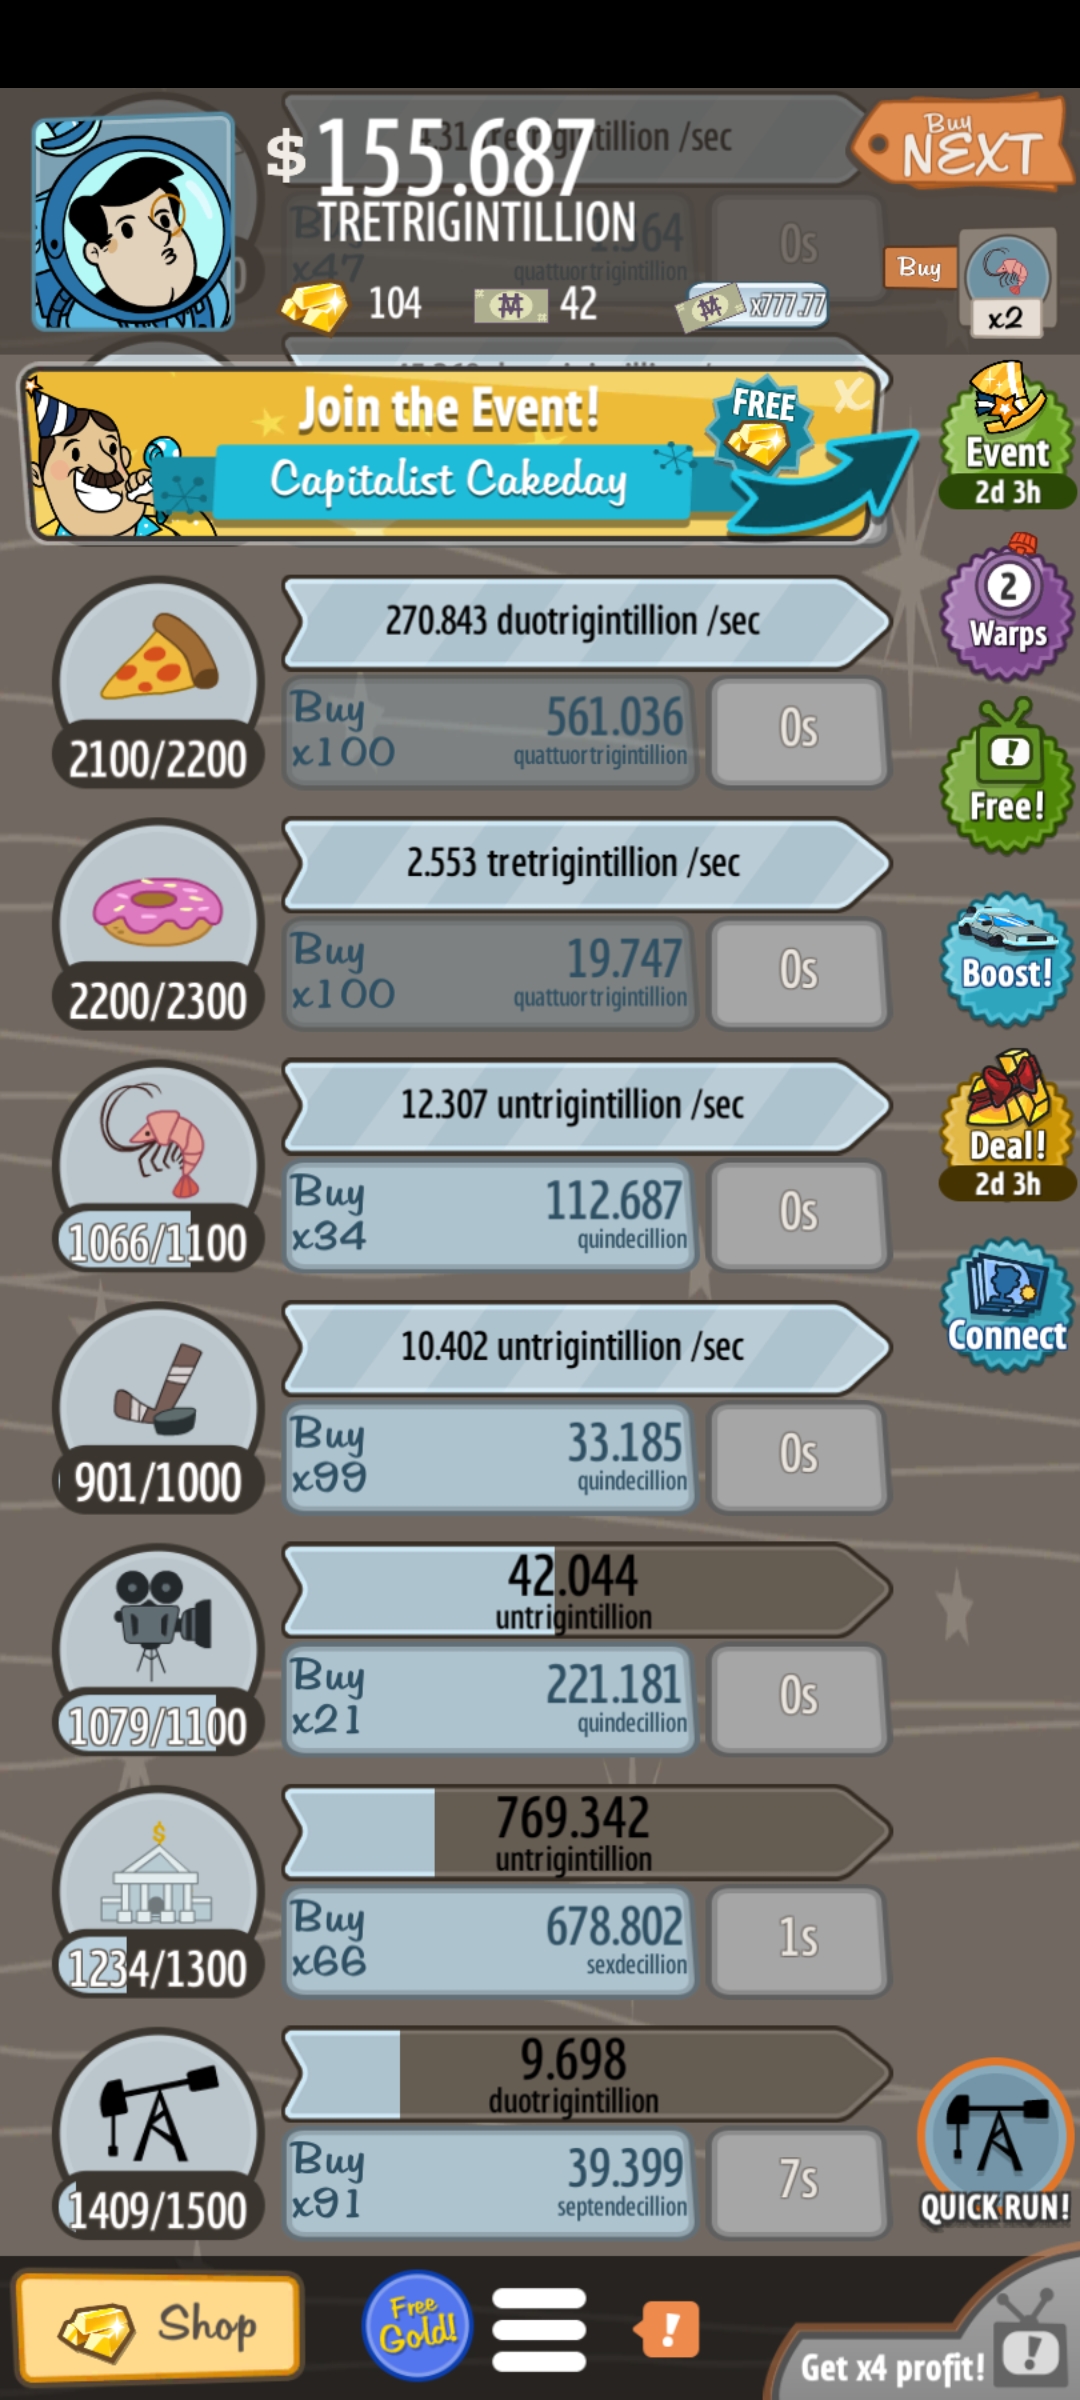 $155.687
TRETRIGINTILLION
Buy
NEXT
x47
quattuortrigintillion
0s
104
42
x777.77
Buy
x2
Join the Event!
FREE
x
Capitalist Cakeday
Event
2d 3h
2
Warps
270.843 duotrigintillion /sec
Buy
x100
561.036
quattuortrigintillion
0s
2100/2200
Free!
2.553 tretrigintillion /sec
Buy
x100
19.747
quattuortrigintillion
0s
2200/2300
Boost!
12.307 untrigintillion /sec
Deal!
2d 3h
Buy
x34
112.687
quindecillion
0s
1066/1100
Connect
10.402 untrigintillion /sec
Buy
x99
33.185
quindecillion
0s
901/1000
42.044
untrigintillion
Buy
x21
221.181
quindecillion
0s
1079/1100
769.342
untrigintillion
Buy
x66
678.802
sexdecillion
1s
1234/1300
9.698
duotrigintillion
Buy
x91
39.399
septendecillion
7s
1409/1500
QUICK RUN!
Shop
Free
Gold!
!
Get x4 profit!
!